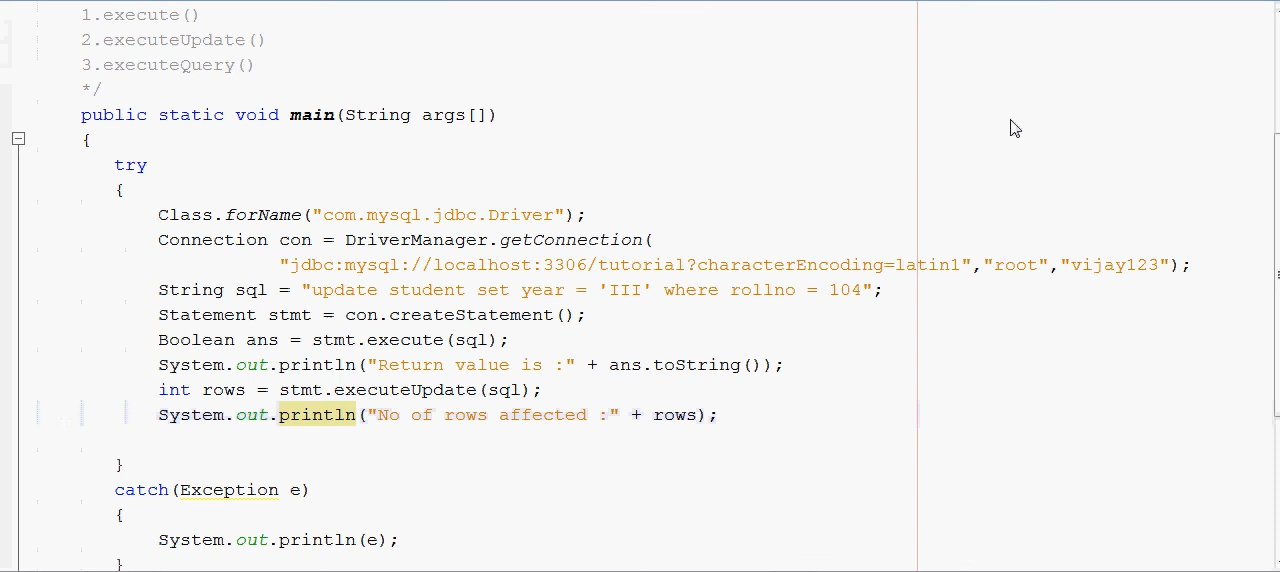 1.execute()
2.executeUpdate()
3.executeQuery()
*/
public static void main(String args[])
{
try
{
Class.forName("com.mysql.jdbc.Driver");
Connection con = DriverManager.getConnection(
"jdbc:mysql://localhost:3306/tutorial?characterEncoding=latin1","root","vijay123");
String sql = "update student set year = 'III' where rollno = 104";
Statement stmt = con.createStatement();
Boolean ans = stmt.execute(sql);
System.out.println("Return value is :" + ans.toString());
int rows = stmt.executeUpdate(sql);
System.out.println("No of rows affected :" + rows);
}
catch(Exception e)
{
System.out.println(e);
}